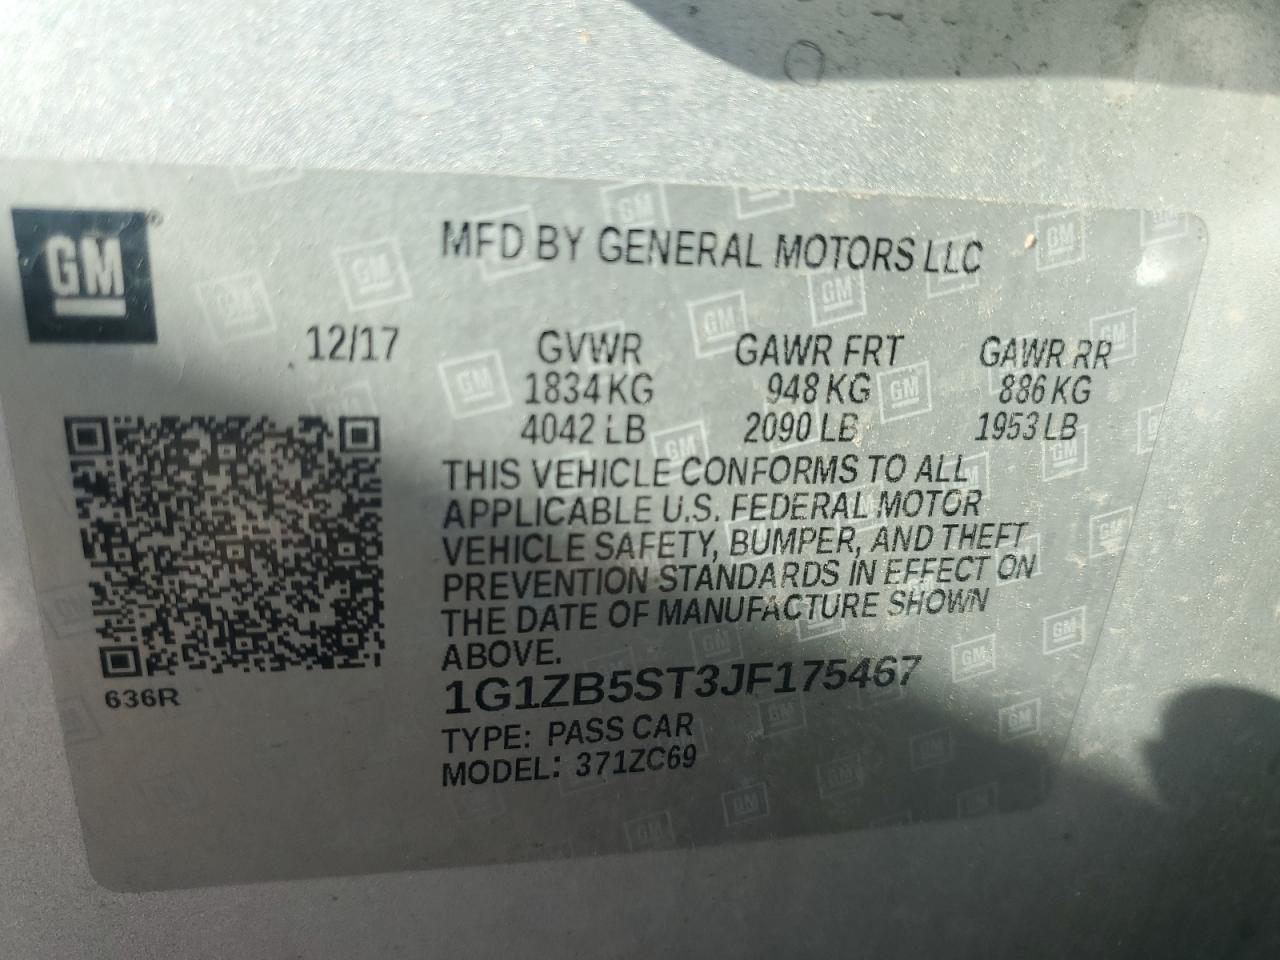 GM
MFD BY GENERAL MOTORS LLC
12/17
GVWR GAWR FRT GAWR RR
1834 KG 948 KG 886 KG
4042 LB 2090 LB 1953 LB
THIS VEHICLE CONFORMS TO ALL
APPLICABLE U.S. FEDERAL MOTOR
VEHICLE SAFETY, BUMPER, AND THEFT
PREVENTION STANDARDS IN EFFECT ON
THE DATE OF MANUFACTURE SHOWN
ABOVE.
1G1ZB5ST3JF175467
TYPE: PASS CAR
MODEL: 371ZC69
636R